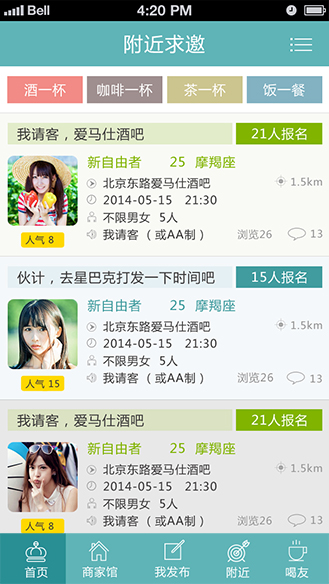 Bell 4:20 PM
附近求邀
酒一杯 咖啡一杯 茶一杯 饭一餐
我请客，爱马仕酒吧 21人报名
新自由者 25 摩羯座
北京东路爱马仕酒吧 1.5km
2014-05-15 21:30
不限男女 5人
人气 8 我请客（或AA制） 浏览26 13
伙计，去星巴克打发一下时间吧 15人报名
新自由者 25 摩羯座
北京东路爱马仕酒吧 1.5km
2014-05-15 21:30
不限男女 5人
人气 15 我请客（或AA制） 浏览26 13
我请客，爱马仕酒吧 21人报名
新自由者 25 摩羯座
北京东路爱马仕酒吧 1.5km
2014-05-15 21:30
不限男女 5人
人气 8 我请客（或AA制） 浏览26 13
首页 商家馆 我发布 附近 喝友